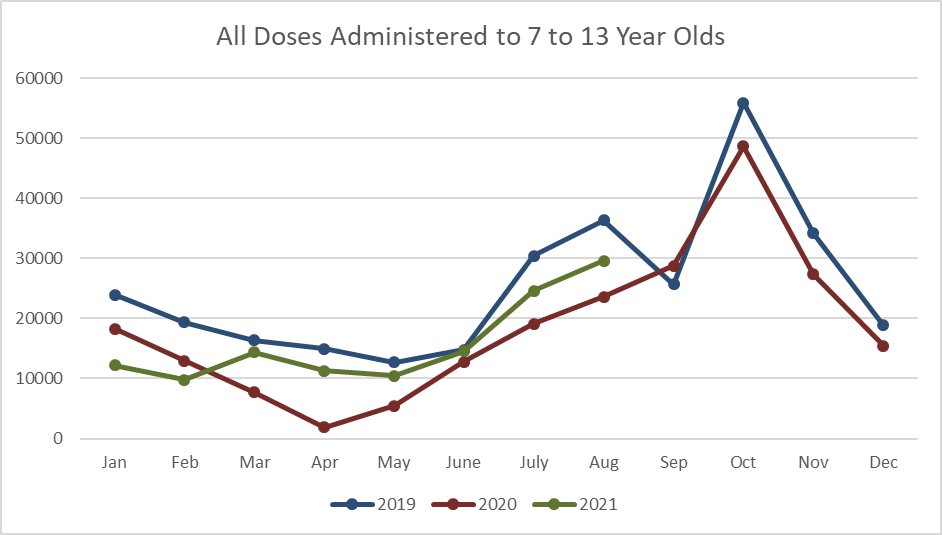 All Doses Administered to 7 to 13 Year Olds
60000
50000
40000
30000
20000
10000
0
Jan Feb Mar Apr May June July Aug Sep Oct Nov Dec
2019 2020 2021